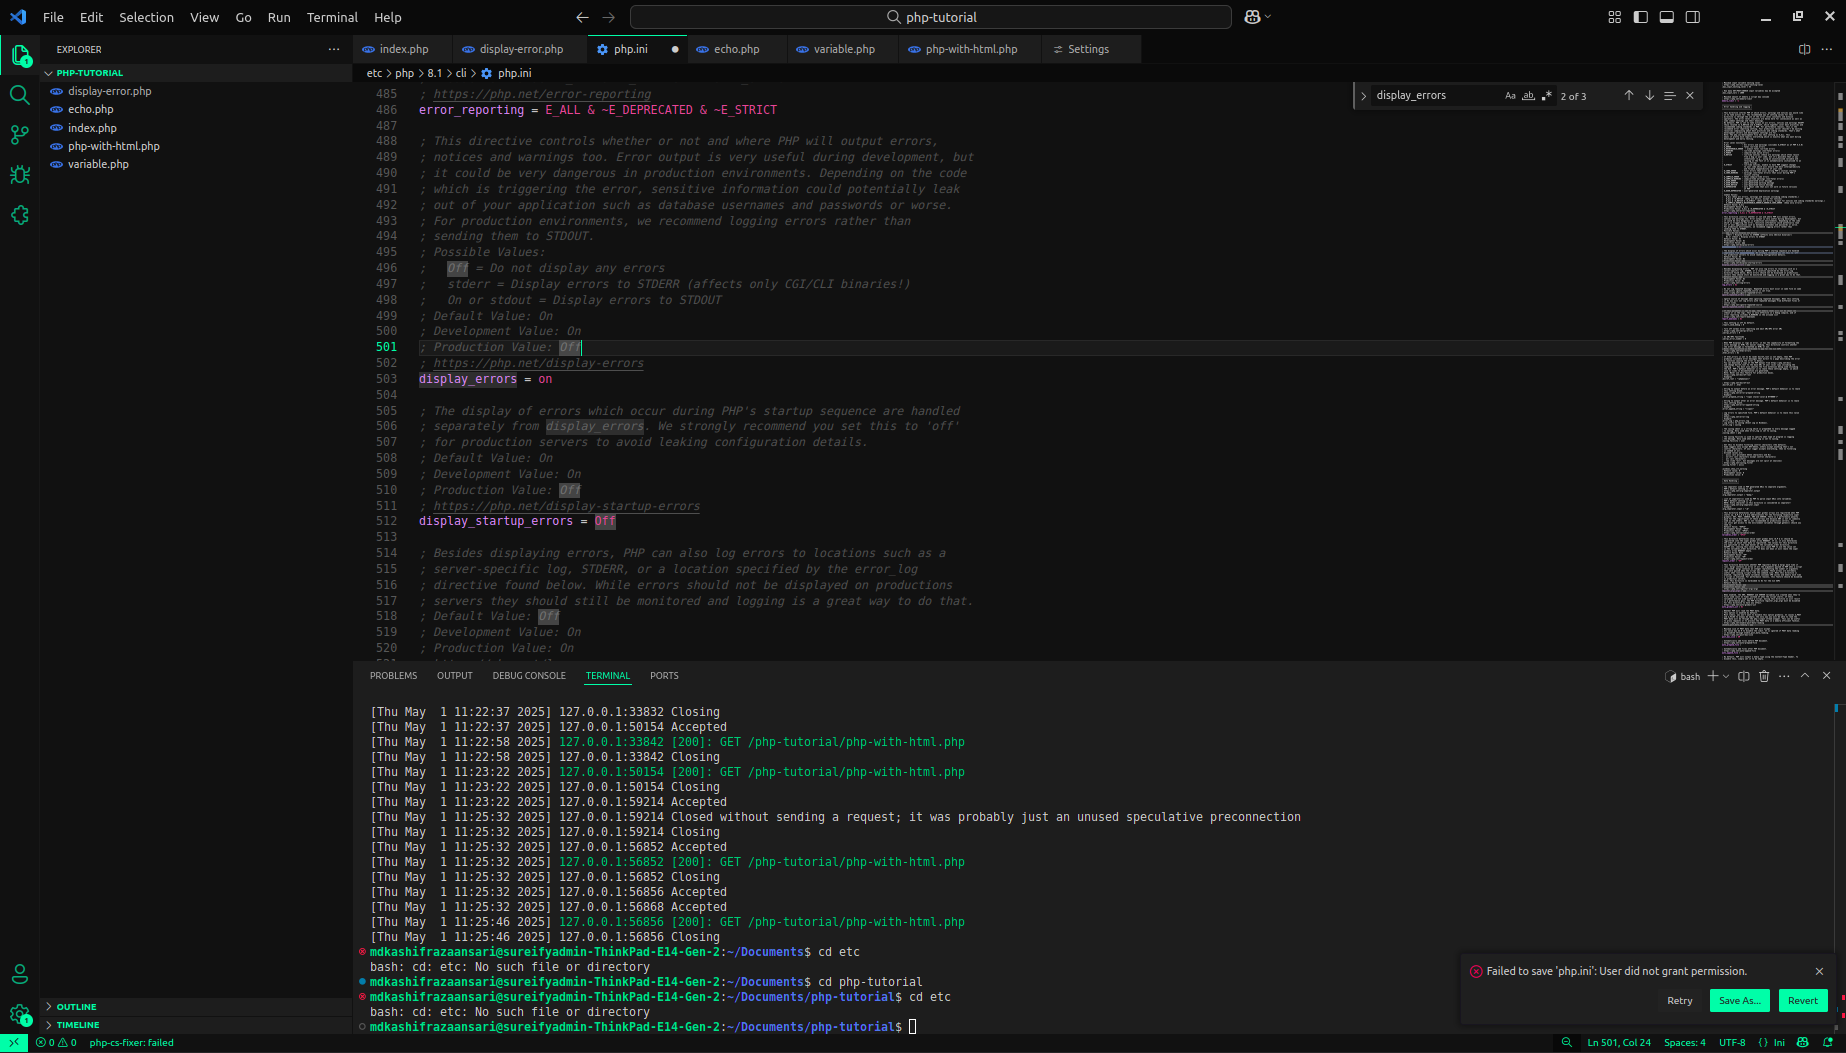 File Edit Selection View Go Run Terminal Help
php-tutorial
EXPLORER
PHP-TUTORIAL
display-error.php
echo.php
index.php
php-with-html.php
variable.php
OUTLINE
TIMELINE
index.php display-error.php php.ini echo.php variable.php php-with-html.php Settings
etc > php > 8.1 > cli > php.ini
display_errors Aa ab 2 of 3
485 ; https://php.net/error-reporting
486 error_reporting = E_ALL & ~E_DEPRECATED & ~E_STRICT
487
488 ; This directive controls whether or not and where PHP will output errors,
489 ; notices and warnings too. Error output is very useful during development, but
490 ; it could be very dangerous in production environments. Depending on the code
491 ; which is triggering the error, sensitive information could potentially leak
492 ; out of your application such as database usernames and passwords or worse.
493 ; For production environments, we recommend logging errors rather than
494 ; sending them to STDOUT.
495 ; Possible Values:
496 ;   Off = Do not display any errors
497 ;   stderr = Display errors to STDERR (affects only CGI/CLI binaries!)
498 ;   On or stdout = Display errors to STDOUT
499 ; Default Value: On
500 ; Development Value: On
501 ; Production Value: Off
502 ; https://php.net/display-errors
503 display_errors = on
504
505 ; The display of errors which occur during PHP's startup sequence are handled
506 ; separately from display_errors. We strongly recommend you set this to 'off'
507 ; for production servers to avoid leaking configuration details.
508 ; Default Value: On
509 ; Development Value: On
510 ; Production Value: Off
511 ; https://php.net/display-startup-errors
512 display_startup_errors = Off
513
514 ; Besides displaying errors, PHP can also log errors to locations such as a
515 ; server-specific log, STDERR, or a location specified by the error_log
516 ; directive found below. While errors should not be displayed on productions
517 ; servers they should still be monitored and logging is a great way to do that.
518 ; Default Value: Off
519 ; Development Value: On
520 ; Production Value: On
PROBLEMS OUTPUT DEBUG CONSOLE TERMINAL PORTS
bash
[Thu May  1 11:22:37 2025] 127.0.0.1:33832 Closing
[Thu May  1 11:22:37 2025] 127.0.0.1:50154 Accepted
[Thu May  1 11:22:58 2025] 127.0.0.1:33842 [200]: GET /php-tutorial/php-with-html.php
[Thu May  1 11:22:58 2025] 127.0.0.1:33842 Closing
[Thu May  1 11:23:22 2025] 127.0.0.1:50154 [200]: GET /php-tutorial/php-with-html.php
[Thu May  1 11:23:22 2025] 127.0.0.1:50154 Closing
[Thu May  1 11:23:22 2025] 127.0.0.1:59214 Accepted
[Thu May  1 11:25:32 2025] 127.0.0.1:59214 Closed without sending a request; it was probably just an unused speculative preconnection
[Thu May  1 11:25:32 2025] 127.0.0.1:59214 Closing
[Thu May  1 11:25:32 2025] 127.0.0.1:56852 Accepted
[Thu May  1 11:25:32 2025] 127.0.0.1:56852 [200]: GET /php-tutorial/php-with-html.php
[Thu May  1 11:25:32 2025] 127.0.0.1:56852 Closing
[Thu May  1 11:25:32 2025] 127.0.0.1:56856 Accepted
[Thu May  1 11:25:32 2025] 127.0.0.1:56868 Accepted
[Thu May  1 11:25:46 2025] 127.0.0.1:56856 [200]: GET /php-tutorial/php-with-html.php
[Thu May  1 11:25:46 2025] 127.0.0.1:56856 Closing
mdkashifrazaansari@sureifyadmin-ThinkPad-E14-Gen-2:~/Documents$ cd etc
bash: cd: etc: No such file or directory
mdkashifrazaansari@sureifyadmin-ThinkPad-E14-Gen-2:~/Documents$ cd php-tutorial
mdkashifrazaansari@sureifyadmin-ThinkPad-E14-Gen-2:~/Documents/php-tutorial$ cd etc
bash: cd: etc: No such file or directory
mdkashifrazaansari@sureifyadmin-ThinkPad-E14-Gen-2:~/Documents/php-tutorial$
Failed to save 'php.ini': User did not grant permission.
Retry Save As... Revert
0 0 php-cs-fixer: failed
Ln 501, Col 24 Spaces: 4 UTF-8 {} Ini